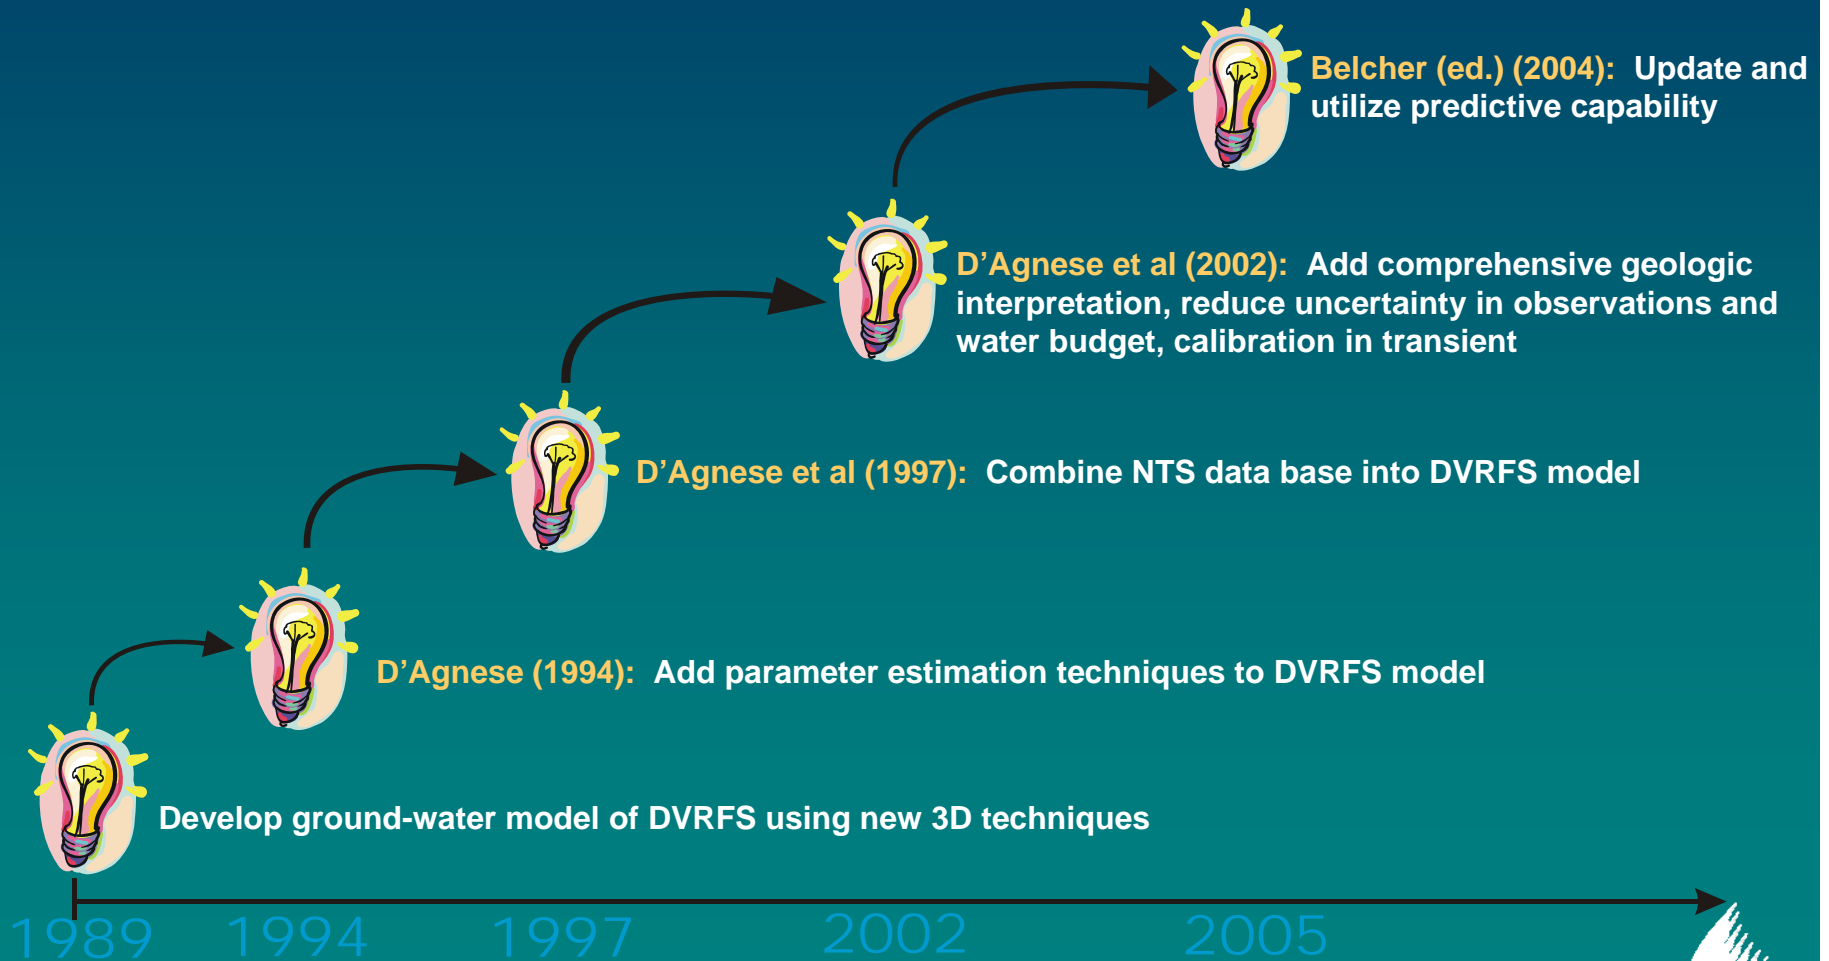 Belcher (ed.) (2004):  Update and
utilize predictive capability
D’Agnese et al (2002):  Add comprehensive geologic
interpretation, reduce uncertainty in observations and
water budget, calibration in transient
D’Agnese et al (1997):  Combine NTS data base into DVRFS model
D’Agnese (1994):  Add parameter estimation techniques to DVRFS model
Develop ground-water model of DVRFS using new 3D techniques
1989 1994 1997 2002 2005